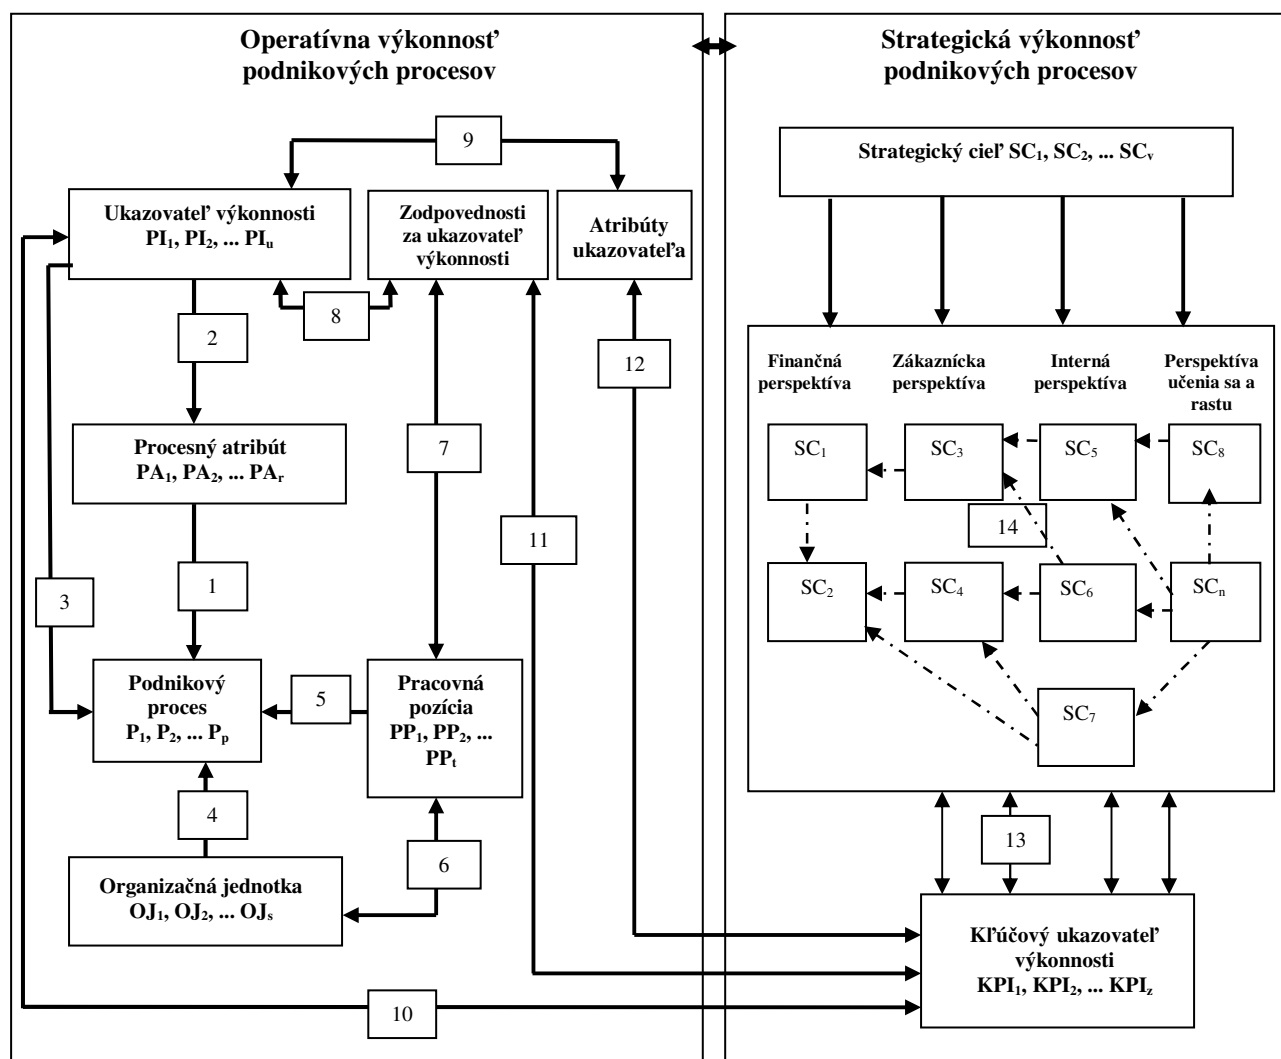 Operatívna výkonnosť
podnikových procesov
Strategická výkonnosť
podnikových procesov
9
Strategický cieľ SC₁, SC₂, ... SCᵥ
Ukazovateľ výkonnosti
PI₁, PI₂, ... PIᵤ
Zodpovednosti
za ukazovateľ
výkonnosti
Atribúty
ukazovateľa
8
2
12
Finančná
perspektíva
Zákaznícka
perspektíva
Interná
perspektíva
Perspektíva
učenia sa a
rastu
Procesný atribút
PA₁, PA₂, ... PAᵣ
7
SC₁
SC₃
SC₅
SC₈
14
11
1
3
SC₂
SC₄
SC₆
SCₙ
Podnikový
proces
P₁, P₂, ... Pₚ
5
Pracovná
pozícia
PP₁, PP₂, ...
PPₜ
SC₇
4
6
13
Organizačná jednotka
OJ₁, OJ₂, ... OJₛ
Kľúčový ukazovateľ
výkonnosti
KPI₁, KPI₂, ... KPI_z
10